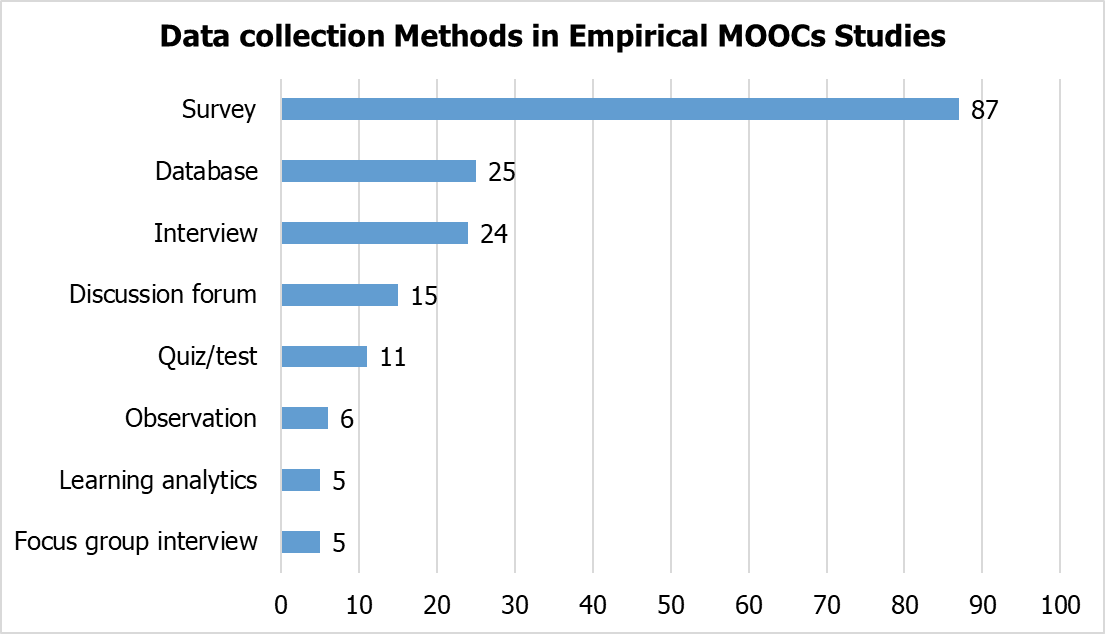 Data collection Methods in Empirical MOOCs Studies
Survey 87
Database 25
Interview 24
Discussion forum 15
Quiz/test 11
Observation 6
Learning analytics 5
Focus group interview 5
0 10 20 30 40 50 60 70 80 90 100